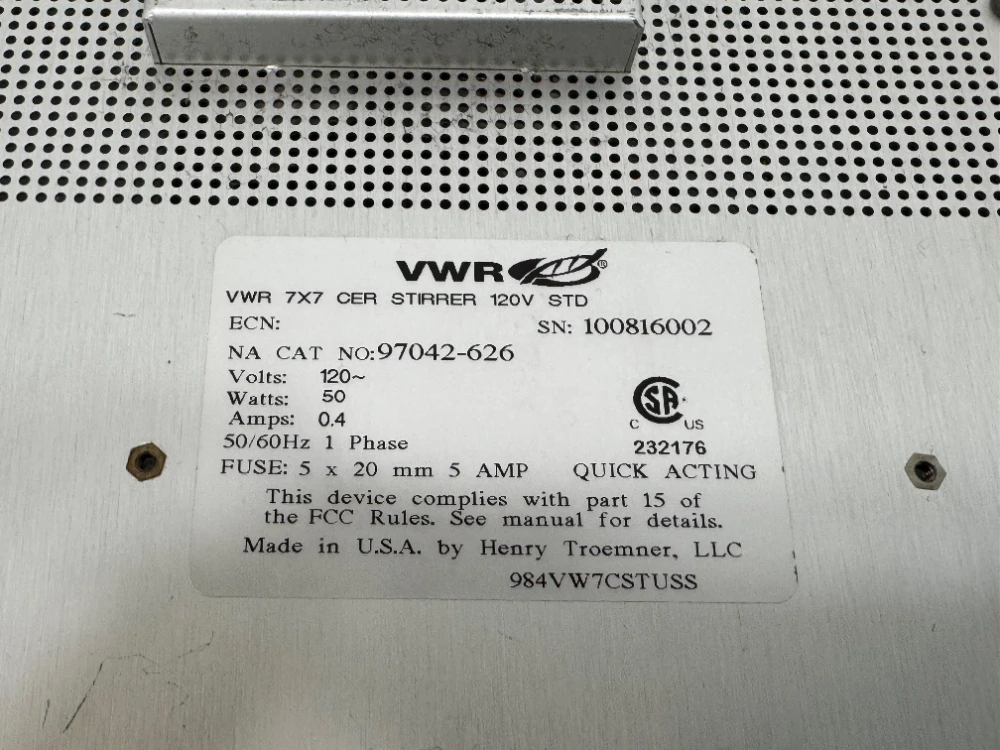 VWR®
VWR 7X7 CER STIRRER 120V STD
ECN: SN: 100816002
NA CAT NO:97042-626
Volts: 120~
Watts: 50
Amps: 0.4
C SA US
50/60Hz 1 Phase 232176
FUSE: 5 x 20 mm 5 AMP QUICK ACTING
This device complies with part 15 of
the FCC Rules. See manual for details.
Made in U.S.A. by Henry Troemner, LLC
984VW7CSTUSS